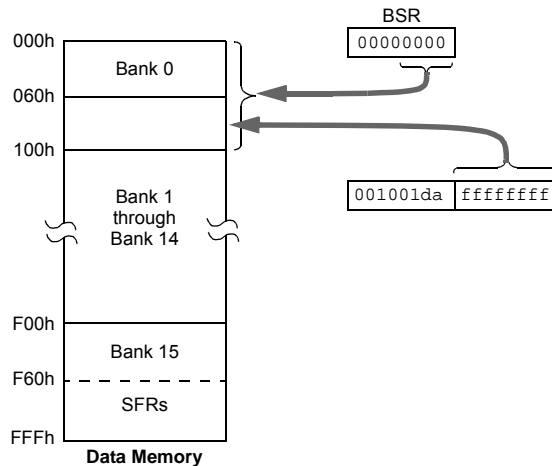 BSR
00000000
000h
Bank 0
060h
100h
001001da ffffffff
Bank 1
through
Bank 14
F00h
Bank 15
F60h
SFRs
FFFh
Data Memory